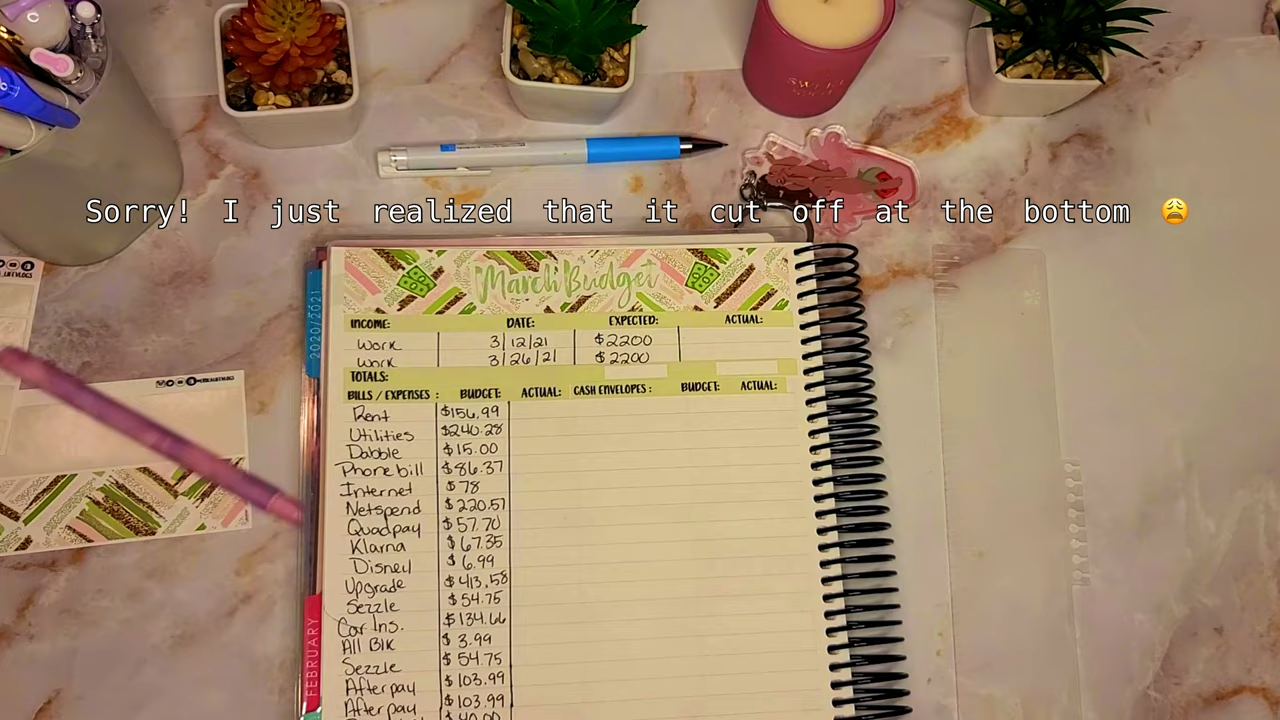 Sorry! I just realized that it cut off at the bottom 😩
March Budget
INCOME: DATE: EXPECTED: ACTUAL:
Work 3/12/21 $2200
Work 3/26/21 $2200
TOTALS:
BILLS / EXPENSES : BUDGET: ACTUAL: CASH ENVELOPES : BUDGET: ACTUAL:
Rent $156.99
Utilities $240.28
Dabble $15.00
Phone bill $86.37
Internet $78
Netspend $220.57
Quadpay $57.70
Klarna $67.35
Disney $6.99
Upgrade $413.58
Sezzle $54.75
Car Ins. $134.66
All Blk $3.99
Sezzle $54.75
Afterpay $103.99
Afterpay $103.99
2020/2021
FEBRUARY